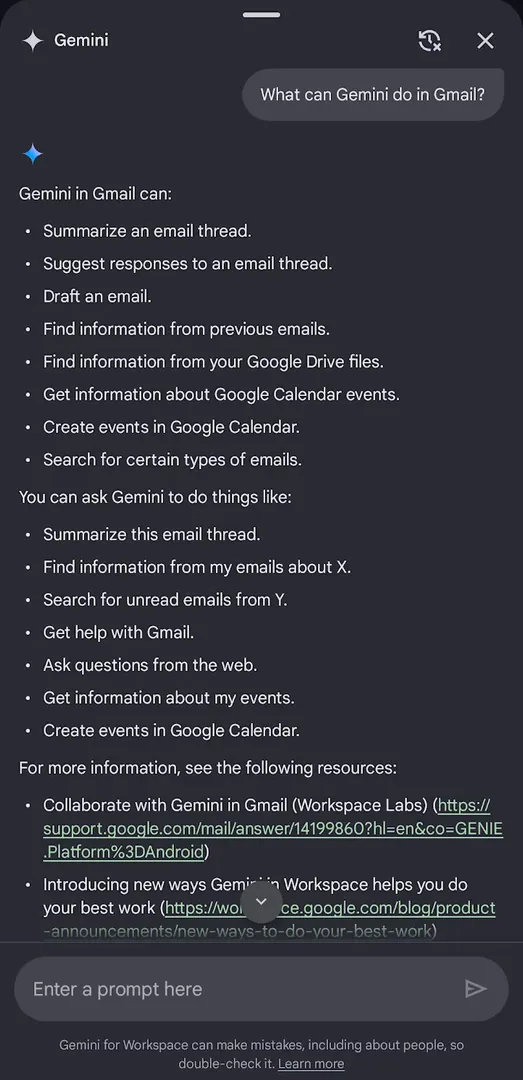 Gemini
What can Gemini do in Gmail?
Gemini in Gmail can:
• Summarize an email thread.
• Suggest responses to an email thread.
• Draft an email.
• Find information from previous emails.
• Find information from your Google Drive files.
• Get information about Google Calendar events.
• Create events in Google Calendar.
• Search for certain types of emails.
You can ask Gemini to do things like:
• Summarize this email thread.
• Find information from my emails about X.
• Search for unread emails from Y.
• Get help with Gmail.
• Ask questions from the web.
• Get information about my events.
• Create events in Google Calendar.
For more information, see the following resources:
• Collaborate with Gemini in Gmail (Workspace Labs) (https://
support.google.com/mail/answer/14199860?hl=en&co=GENIE
.Platform%3DAndroid)
• Introducing new ways Gemini in Workspace helps you do
your best work (https://workspace.google.com/blog/product
-announcements/new-ways-to-do-your-best-work)
Enter a prompt here
Gemini for Workspace can make mistakes, including about people, so
double-check it. Learn more